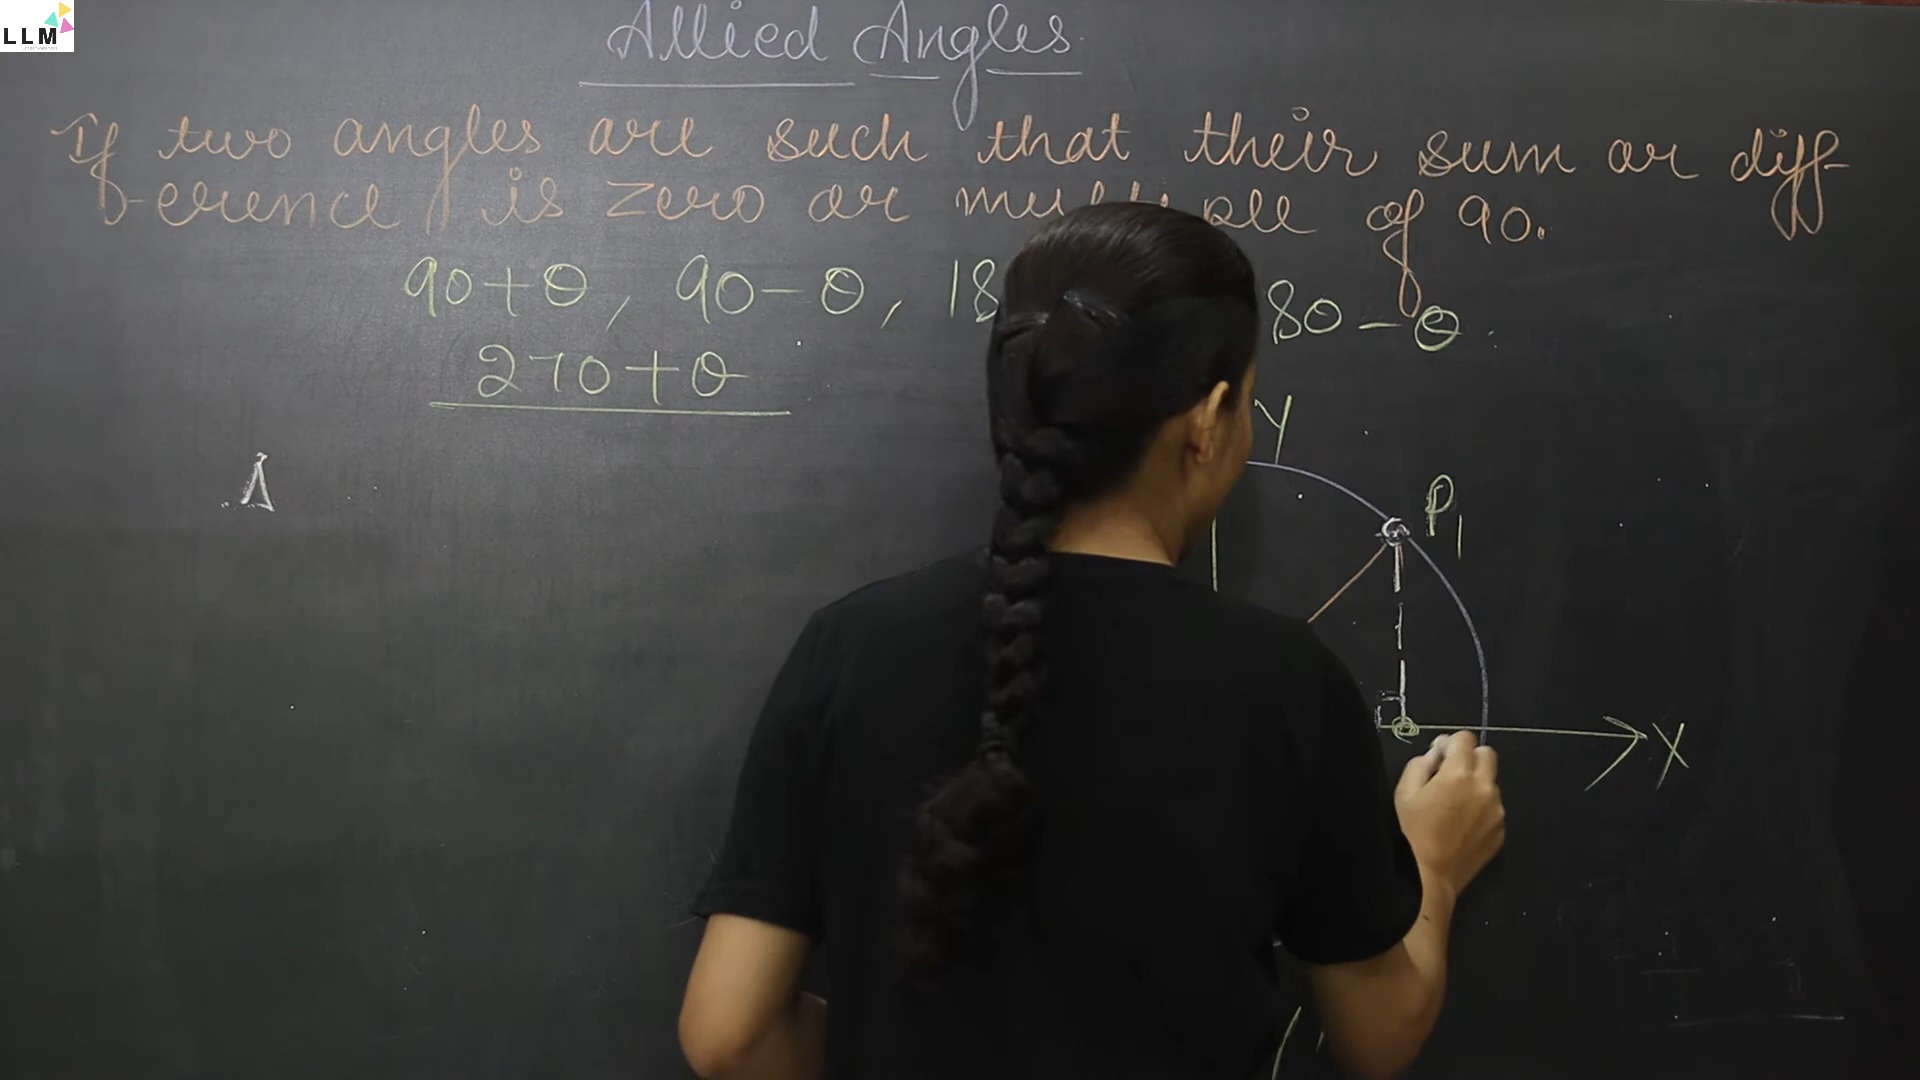 LLM
Allied Angles
If two angles are such that their sum or diff-
erence is zero or multiple of 90.
90+θ, 90-θ, 18 80-θ
270+θ
Y
P1
X